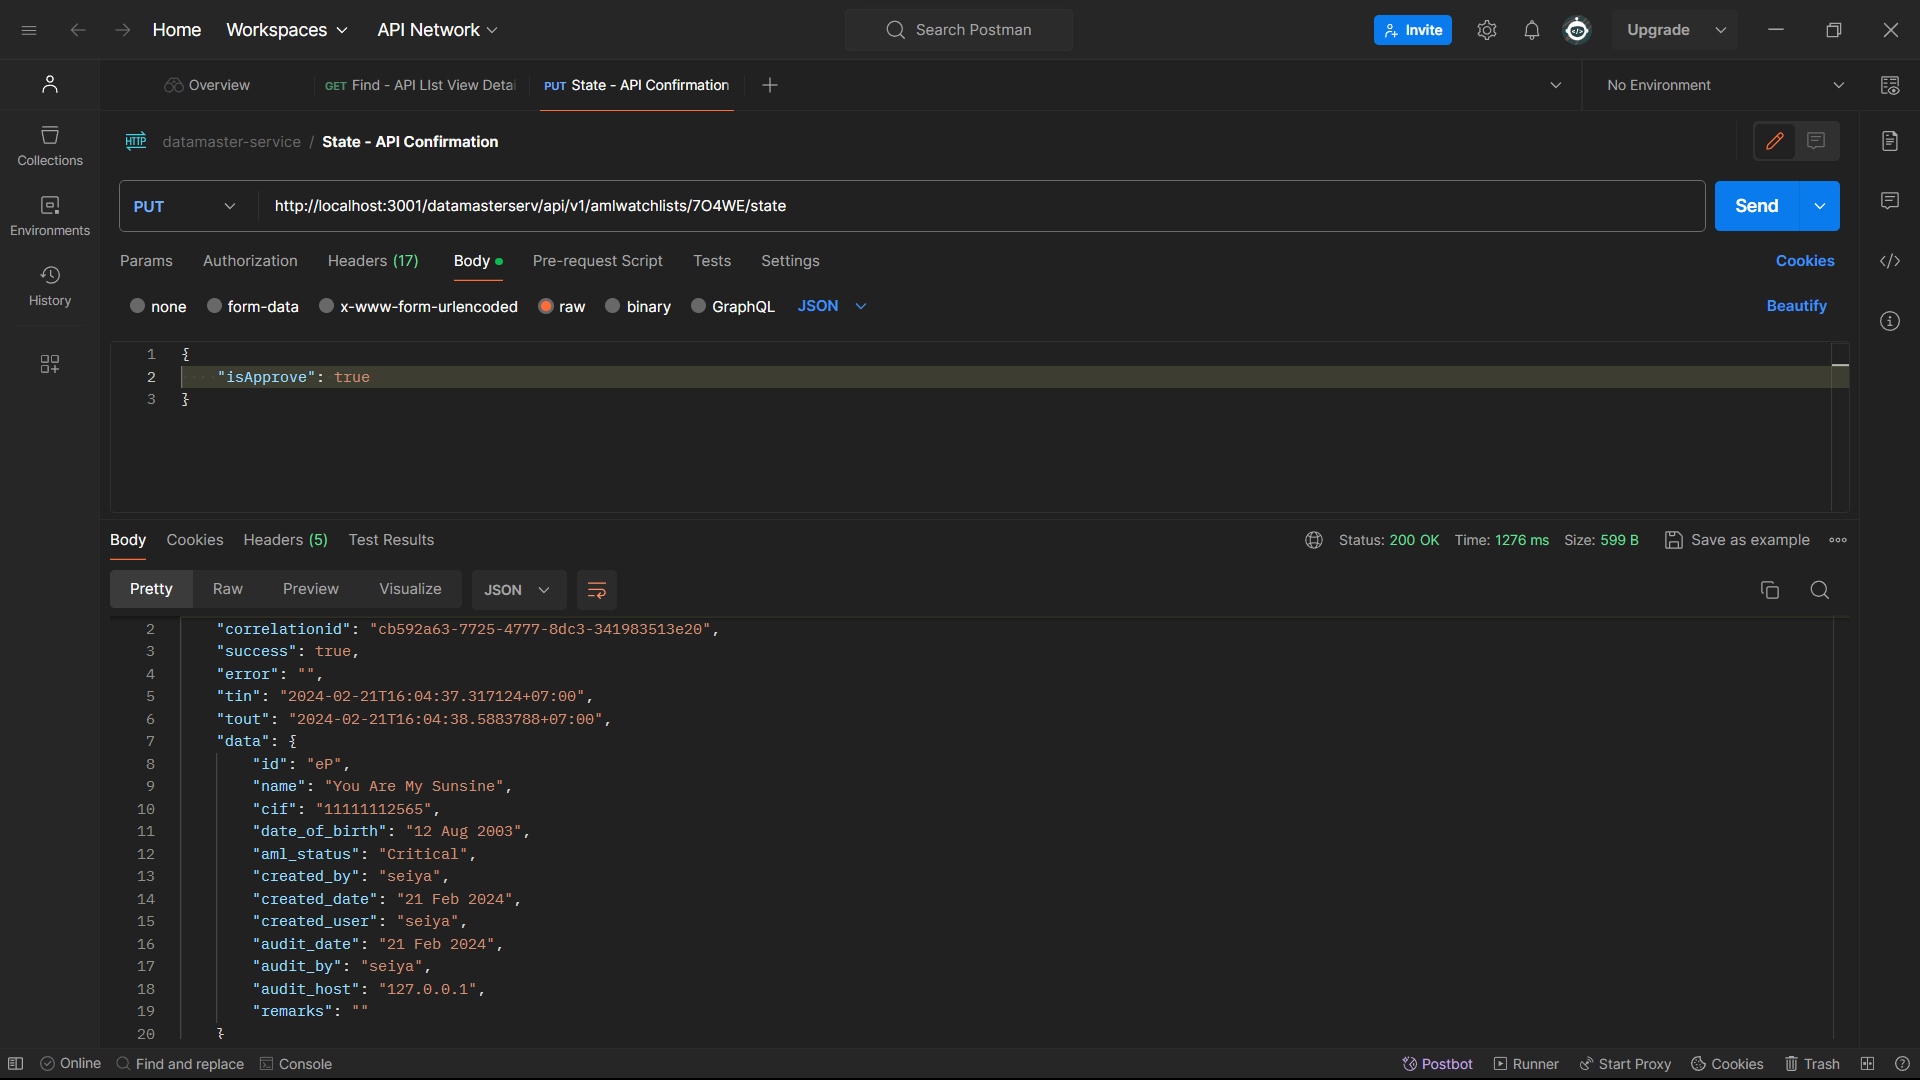 Home Workspaces API Network Search Postman Invite Upgrade
Overview GET Find - API LIst View Detai PUT State - API Confirmation No Environment
HTTP datamaster-service / State - API Confirmation
Collections
Environments
History
PUT http://localhost:3001/datamasterserv/api/v1/amlwatchlists/7O4WE/state Send
Params Authorization Headers (17) Body Pre-request Script Tests Settings Cookies
none form-data x-www-form-urlencoded raw binary GraphQL JSON Beautify
1 {
2 "isApprove": true
3 }
Body Cookies Headers (5) Test Results Status: 200 OK Time: 1276 ms Size: 599 B Save as example
Pretty Raw Preview Visualize JSON
2 "correlationid": "cb592a63-7725-4777-8dc3-341983513e20",
3 "success": true,
4 "error": "",
5 "tin": "2024-02-21T16:04:37.317124+07:00",
6 "tout": "2024-02-21T16:04:38.5883788+07:00",
7 "data": {
8 "id": "eP",
9 "name": "You Are My Sunsine",
10 "cif": "11111112565",
11 "date_of_birth": "12 Aug 2003",
12 "aml_status": "Critical",
13 "created_by": "seiya",
14 "created_date": "21 Feb 2024",
15 "created_user": "seiya",
16 "audit_date": "21 Feb 2024",
17 "audit_by": "seiya",
18 "audit_host": "127.0.0.1",
19 "remarks": ""
20 }
Online Find and replace Console Postbot Runner Start Proxy Cookies Trash